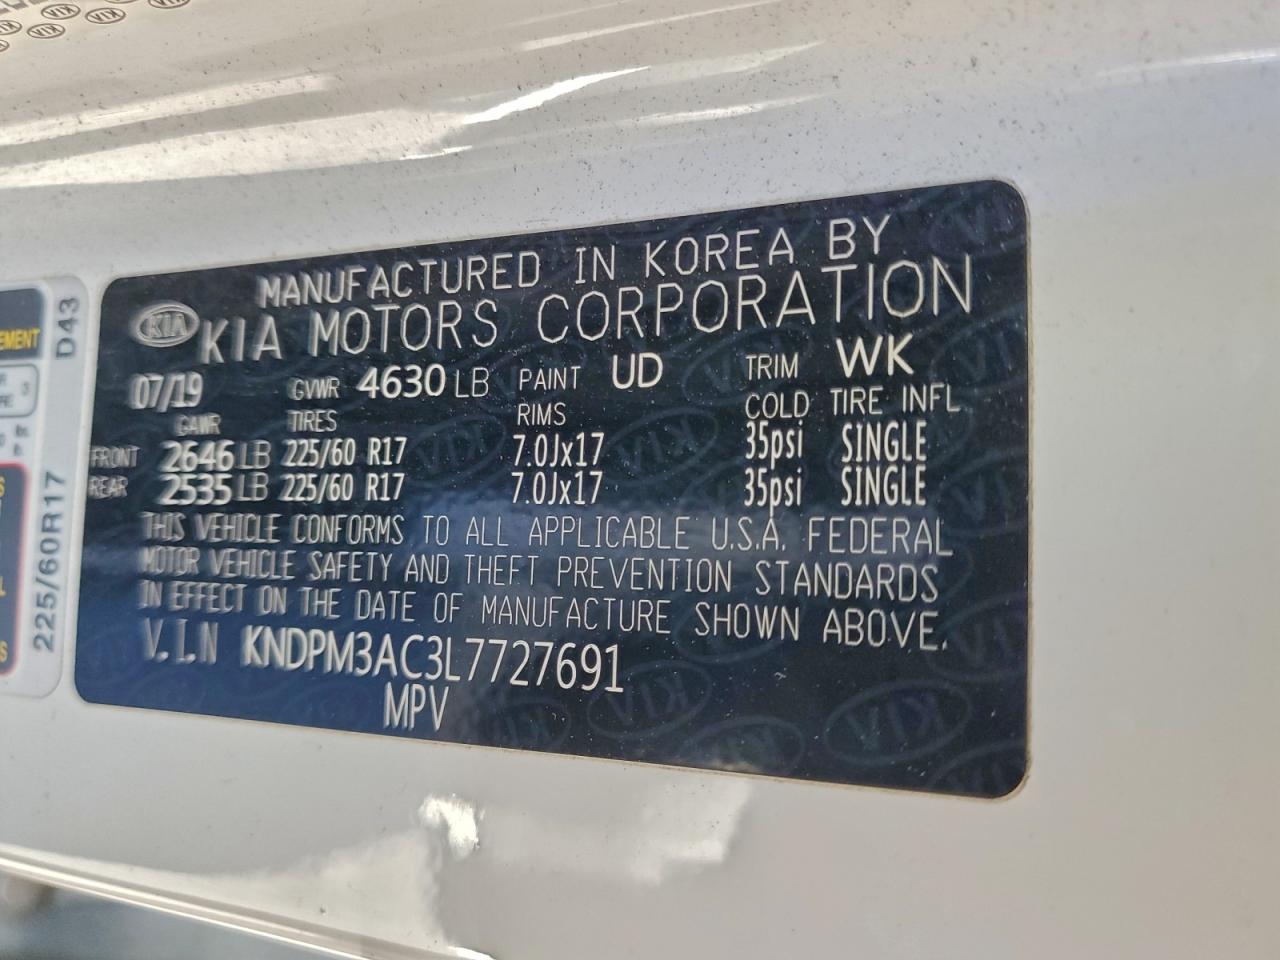 MANUFACTURED IN KOREA BY
KIA KIA MOTORS CORPORATION
07/19 GVWR 4630 LB PAINT UD TRIM WK
GAWR TIRES RIMS COLD TIRE INFL
FRONT 2646 LB 225/60 R17 7.0Jx17 35psi SINGLE
REAR 2535 LB 225/60 R17 7.0Jx17 35psi SINGLE
THIS VEHICLE CONFORMS TO ALL APPLICABLE U.S.A. FEDERAL
MOTOR VEHICLE SAFETY AND THEFT PREVENTION STANDARDS
IN EFFECT ON THE DATE OF MANUFACTURE SHOWN ABOVE.
V.I.N KNDPM3AC3L7727691
MPV
225/60R17 D43